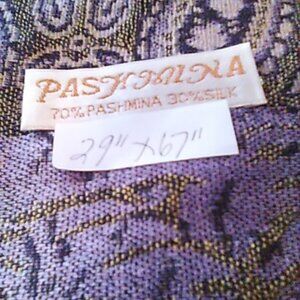 PASHMINA
70% PASHMINA 30% SILK
29" x 67"